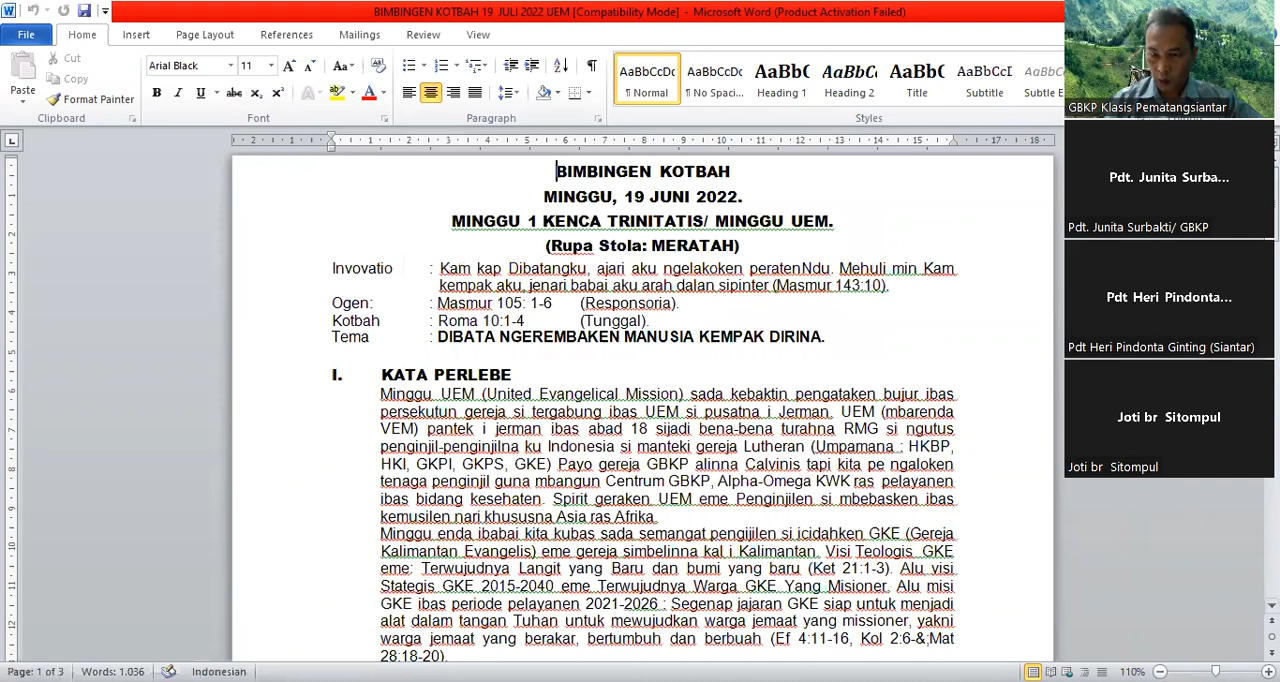 BIMBINGEN KOTBAH 19 JULI 2022 UEM [Compatibility Mode] - Microsoft Word (Product Activation Failed)
File Home Insert Page Layout References Mailings Review View
Paste
Cut
Copy
Format Painter
Clipboard
Arial Black 11
Font
Paragraph
AaBbCcDc AaBbCcDc AaBbC AaBbC AaBbC AaBbCcD AaBbCcD
¶ Normal ¶ No Spaci... Heading 1 Heading 2 Title Subtitle Subtle E
Styles
BIMBINGEN KOTBAH
MINGGU, 19 JUNI 2022.
MINGGU 1 KENCA TRINITATIS/ MINGGU UEM.
(Rupa Stola: MERATAH)
Invovatio : Kam kap Dibatangku, ajari aku ngelakoken peratenNdu. Mehuli min Kam
kempak aku, jenari babai aku arah dalan sipinter (Masmur 143:10).
Ogen: : Masmur 105: 1-6 (Responsoria).
Kotbah : Roma 10:1-4 (Tunggal).
Tema : DIBATA NGEREMBAKEN MANUSIA KEMPAK DIRINA.
I. KATA PERLEBE
Minggu UEM (United Evangelical Mission) sada kebaktin pengataken bujur ibas
persekutun gereja si tergabung ibas UEM si pusatna i Jerman. UEM (mbarenda
VEM) pantek i jerman ibas abad 18 sijadi bena-bena turahna RMG si ngutus
penginjil-penginjilna ku Indonesia si manteki gereja Lutheran (Umpamana : HKBP,
HKI, GKPI, GKPS, GKE) Payo gereja GBKP alinna Calvinis tapi kita pe ngaloken
tenaga penginjil guna mbangun Centrum GBKP, Alpha-Omega KWK ras pelayanen
ibas bidang kesehaten. Spirit geraken UEM eme Penginjilen si mbebasken ibas
kemusilen nari khususna Asia ras Afrika.
Minggu enda ibabai kita kubas sada semangat pengijilen si icidahken GKE (Gereja
Kalimantan Evangelis) eme gereja simbelinna kal i Kalimantan. Visi Teologis GKE
eme: Terwujudnya Langit yang Baru dan bumi yang baru (Ket 21:1-3). Alu visi
Stategis GKE 2015-2040 eme Terwujudnya Warga GKE Yang Misioner. Alu misi
GKE ibas periode pelayanen 2021-2026 : Segenap jajaran GKE siap untuk menjadi
alat dalam tangan Tuhan untuk mewujudkan warga jemaat yang missioner, yakni
warga jemaat yang berakar, bertumbuh dan berbuah (Ef 4:11-16, Kol 2:6-&;Mat
28:18-20).
Page: 1 of 3 Words: 1.036 Indonesian 110%
GBKP Klasis Pematangsiantar
Pdt. Junita Surba...
Pdt. Junita Surbakti/ GBKP
Pdt Heri Pindonta...
Pdt Heri Pindonta Ginting (Siantar)
Joti br Sitompul
Joti br Sitompul